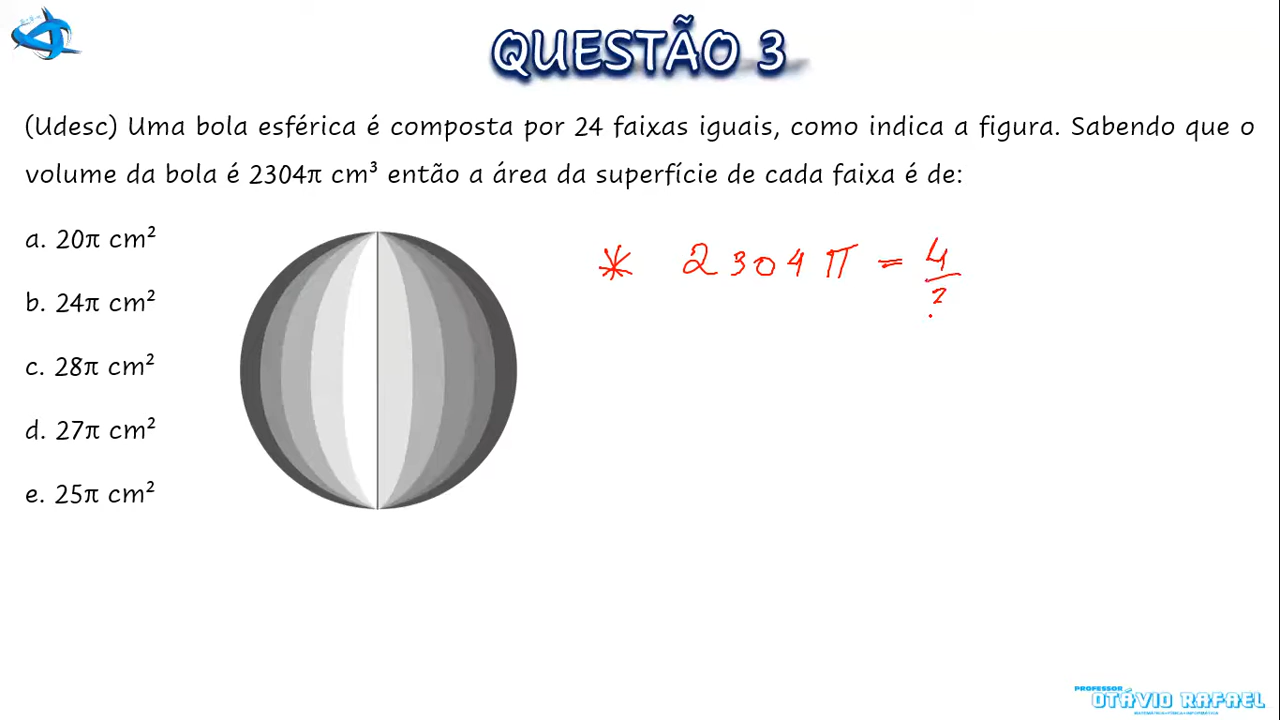 QUESTÃO 3
(Udesc) Uma bola esférica é composta por 24 faixas iguais, como indica a figura. Sabendo que o
volume da bola é 2304π cm³ então a área da superfície de cada faixa é de:
a. 20π cm²
b. 24π cm²
c. 28π cm²
d. 27π cm²
e. 25π cm²
* 2304π = 4/3
PROFESSOR
OTÁVIO RAFAEL